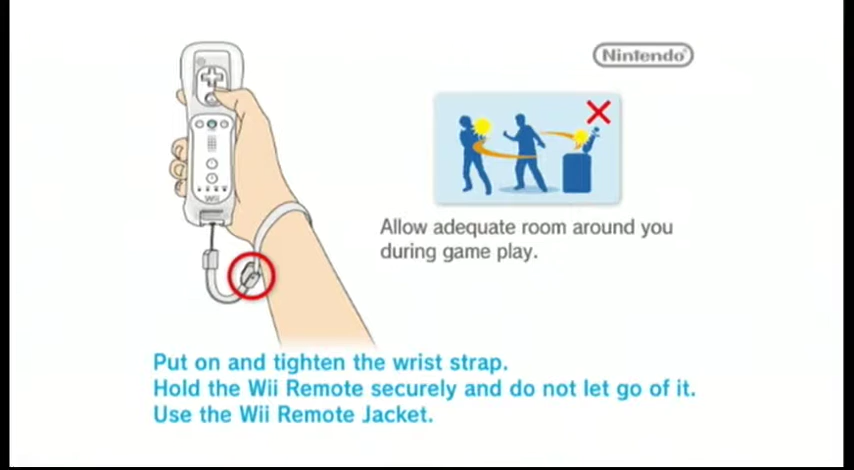 Nintendo
Wii
Allow adequate room around you
during game play.
Put on and tighten the wrist strap.
Hold the Wii Remote securely and do not let go of it.
Use the Wii Remote Jacket.